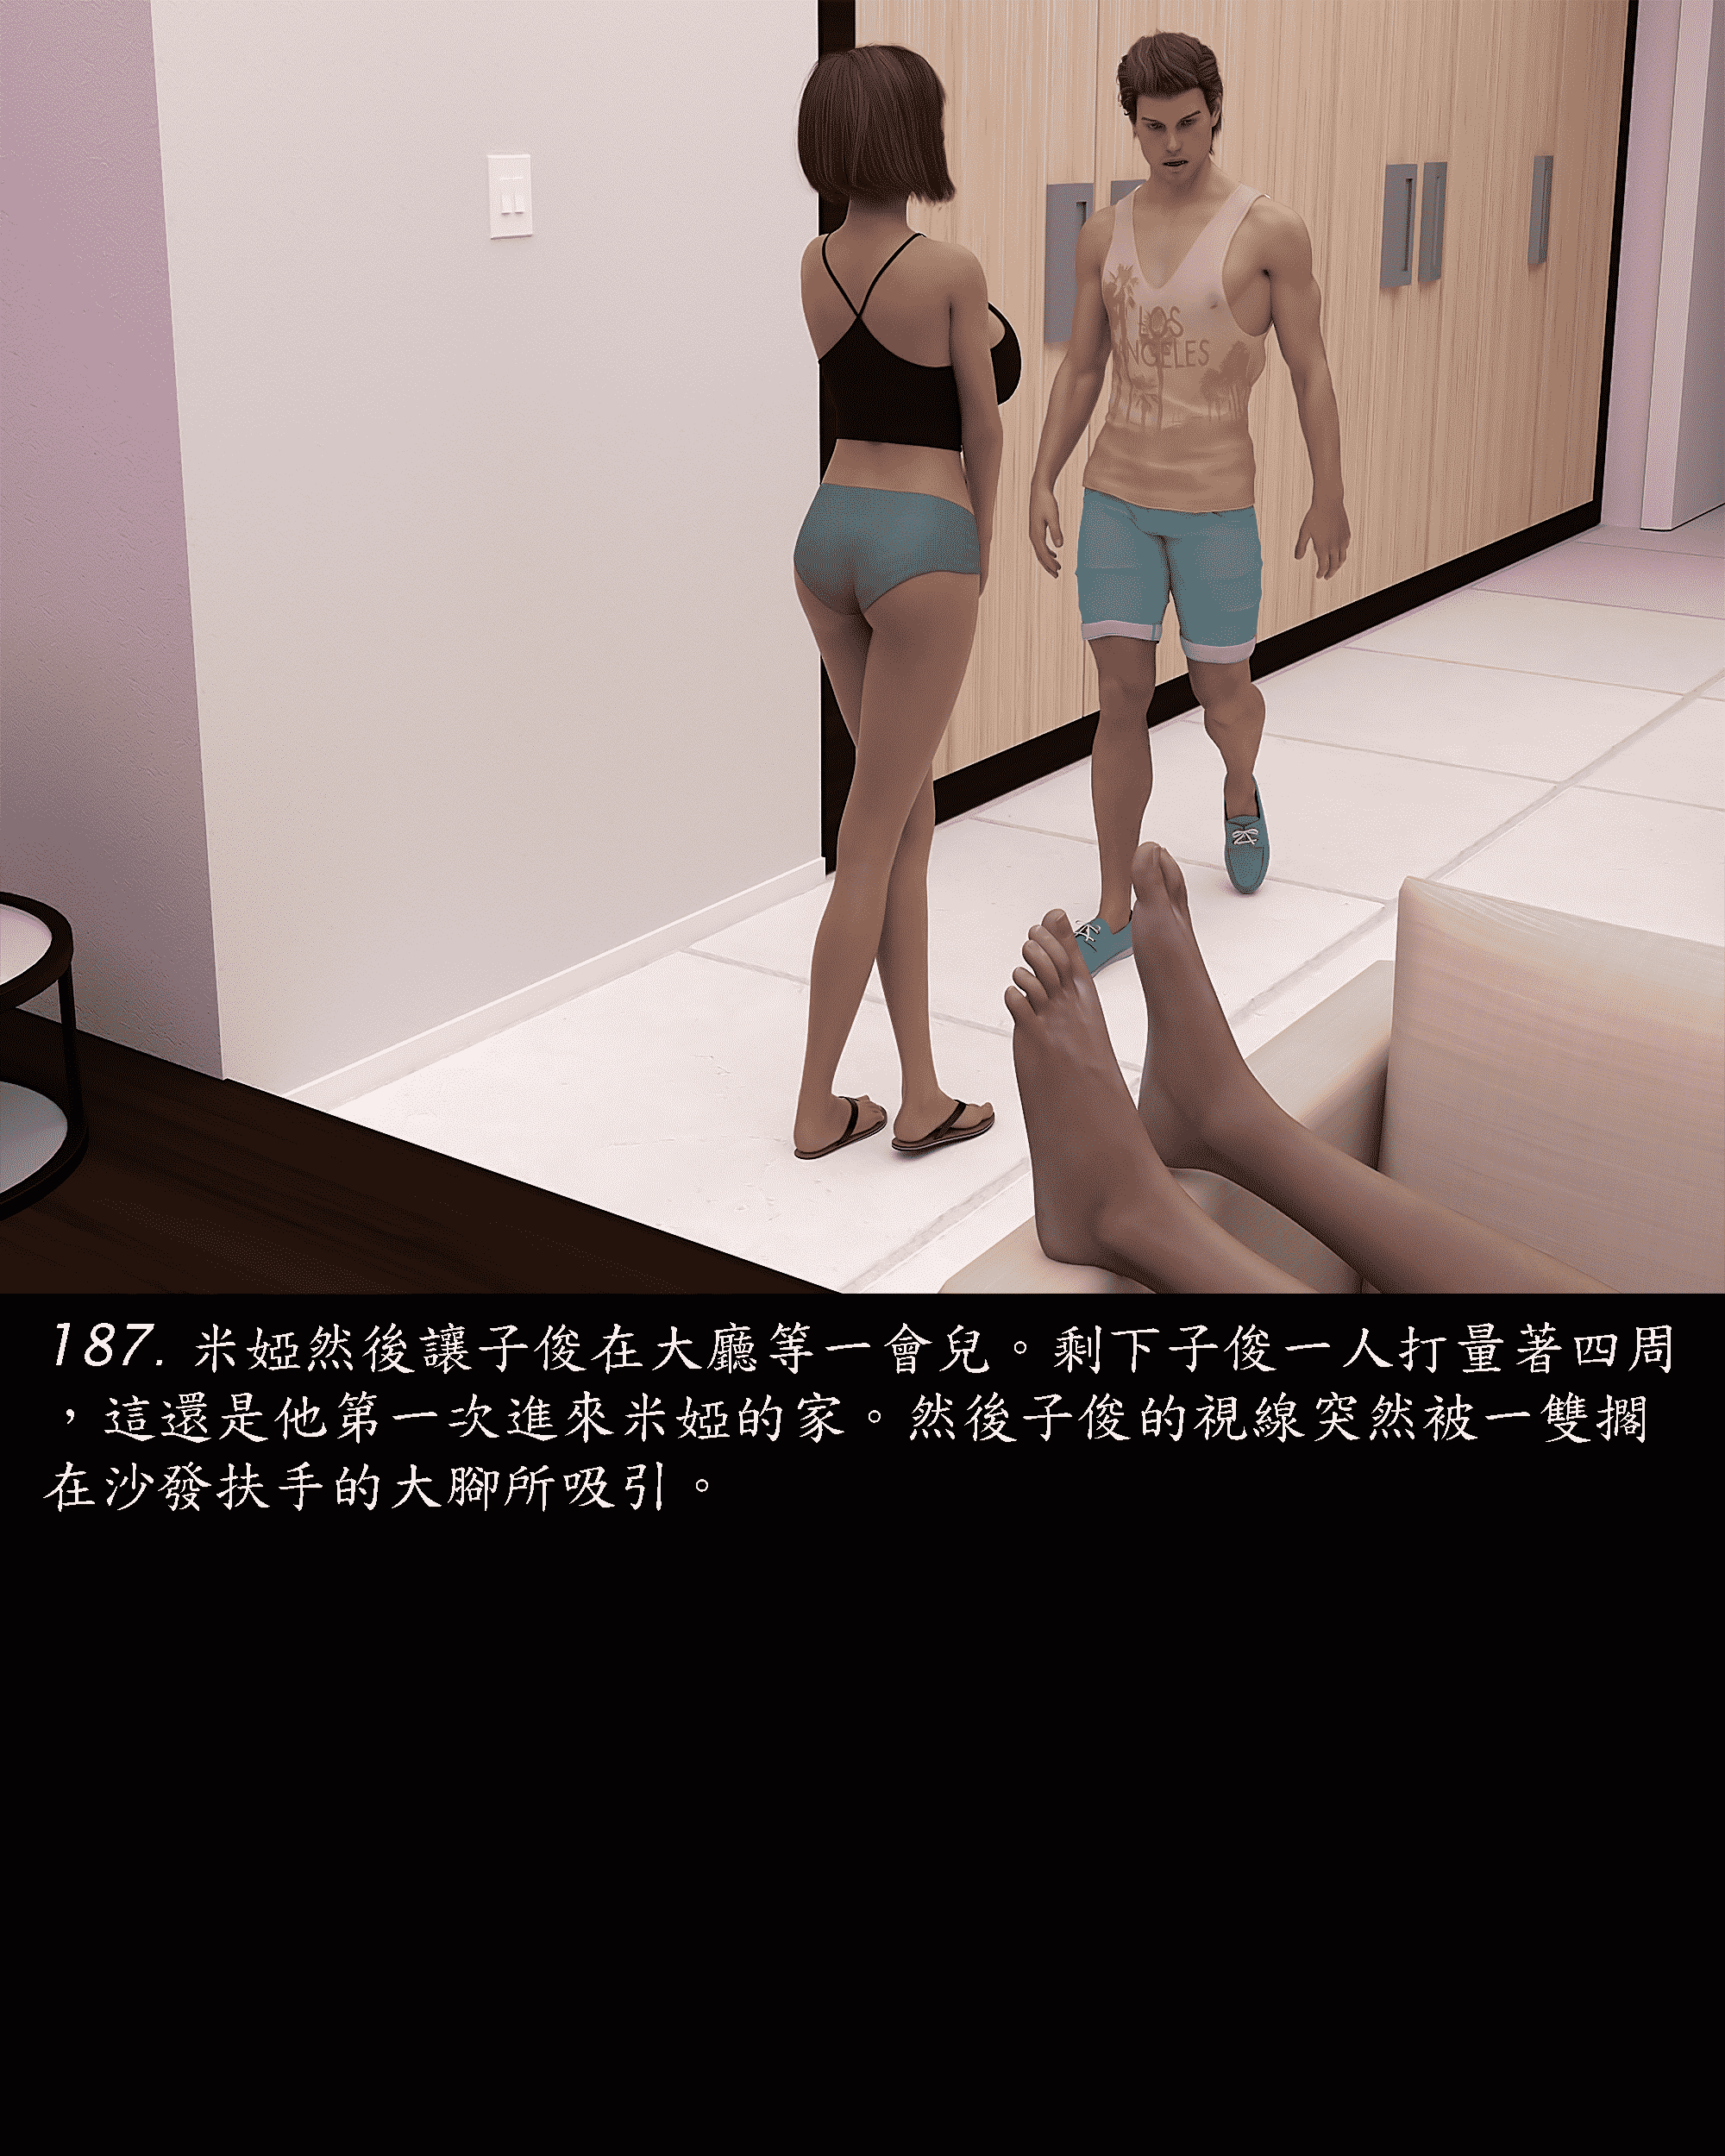 LOS
ANGELES
187. 米婭然後讓子俊在大廳等一會兒。剩下子俊一人打量著四周
，這還是他第一次進來米婭的家。然後子俊的視線突然被一雙擱
在沙發扶手的大腳所吸引。